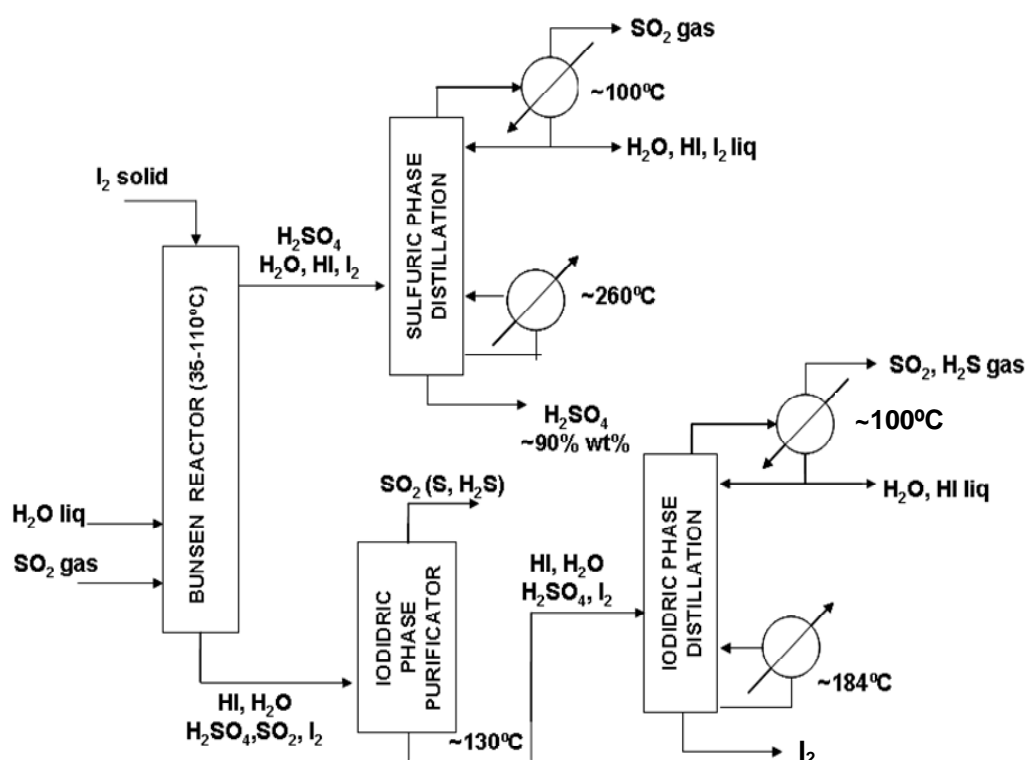 SO₂ gas
~100ºC
H₂O, HI, I₂ liq
I₂ solid
H₂SO₄
H₂O, HI, I₂
SULFURIC PHASE
DISTILLATION
~260ºC
H₂SO₄
~90% wt%
BUNSEN REACTOR (35-110ºC)
H₂O liq
SO₂ gas
HI, H₂O
H₂SO₄,SO₂, I₂
SO₂ (S, H₂S)
IODIDRIC
PHASE
PURIFICATOR
~130ºC
HI, H₂O
H₂SO₄, I₂
SO₂, H₂S gas
~100ºC
H₂O, HI liq
IODIDRIC PHASE
DISTILLATION
~184ºC
I₂